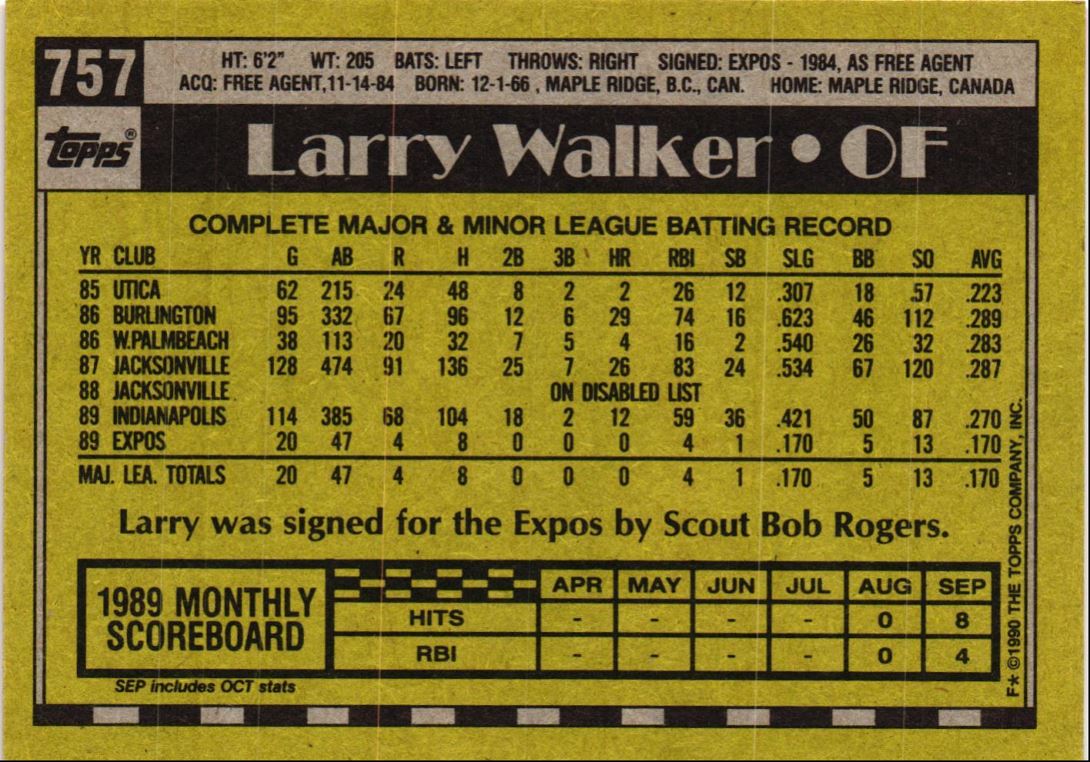 757
HT: 6'2" WT: 205 BATS: LEFT THROWS: RIGHT SIGNED: EXPOS - 1984, AS FREE AGENT
ACQ: FREE AGENT,11-14-84 BORN: 12-1-66 , MAPLE RIDGE, B.C., CAN. HOME: MAPLE RIDGE, CANADA
topps®
Larry Walker • OF
COMPLETE MAJOR & MINOR LEAGUE BATTING RECORD
YR CLUB G AB R H 2B 3B HR RBI SB SLG BB SO AVG
85 UTICA 62 215 24 48 8 2 2 26 12 .307 18 57 .223
86 BURLINGTON 95 332 67 96 12 6 29 74 16 .623 46 112 .289
86 W.PALMBEACH 38 113 20 32 7 5 4 16 2 .540 26 32 .283
87 JACKSONVILLE 128 474 91 136 25 7 26 83 24 .534 67 120 .287
88 JACKSONVILLE ON DISABLED LIST
89 INDIANAPOLIS 114 385 68 104 18 2 12 59 36 .421 50 87 .270
89 EXPOS 20 47 4 8 0 0 0 4 1 .170 5 13 .170
MAJ. LEA. TOTALS 20 47 4 8 0 0 0 4 1 .170 5 13 .170
Larry was signed for the Expos by Scout Bob Rogers.
1989 MONTHLY
SCOREBOARD
APR MAY JUN JUL AUG SEP
HITS - - - - 0 8
RBI - - - - 0 4
SEP includes OCT stats
F* ©1990 THE TOPPS COMPANY, INC.